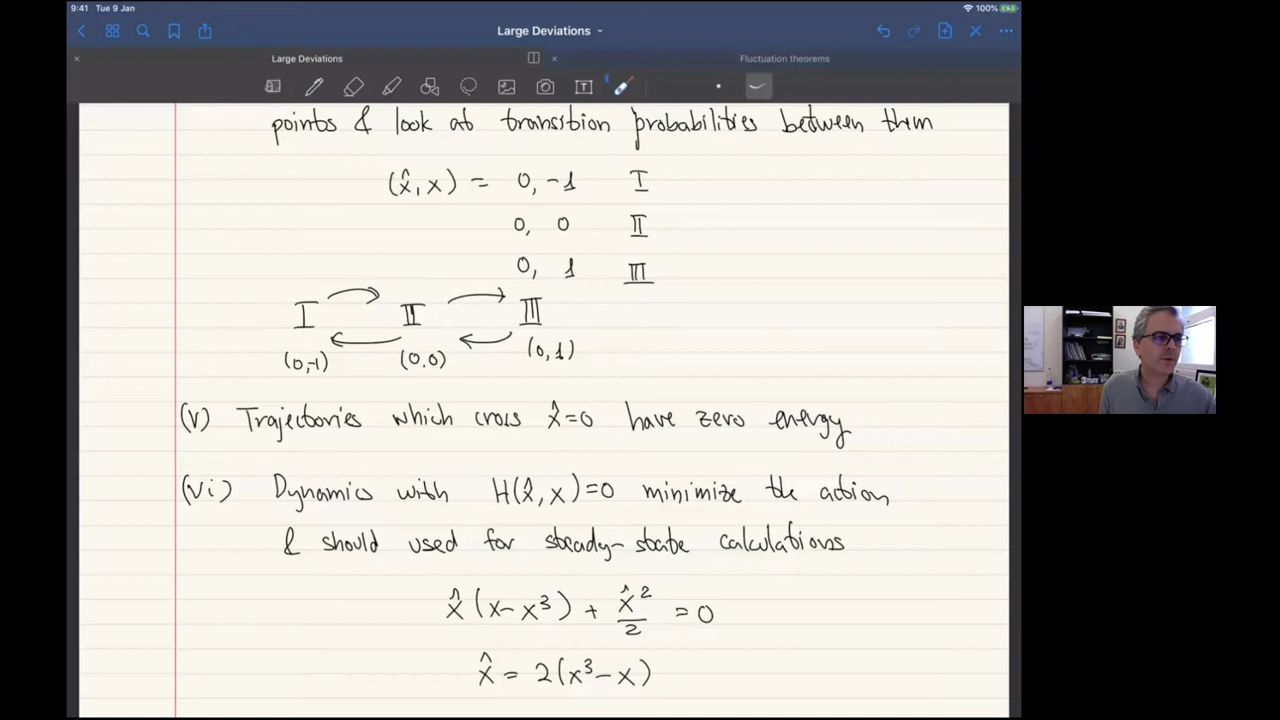 9:41 Tue 9 Jan 100%
Large Deviations
Large Deviations Fluctuation theorems
points & look at transition probabilities between them
(x̂, x) = 0, -1 I
0, 0 II
0, 1 III
I II III
(0,-1) (0,0) (0,1)
(v) Trajectories which cross x̂=0 have zero energy
(vi) Dynamics with H(x̂, x)=0 minimize the action
& should used for steady-state calculations
x̂(x-x³) + x̂²/2 = 0
x̂ = 2(x³-x)